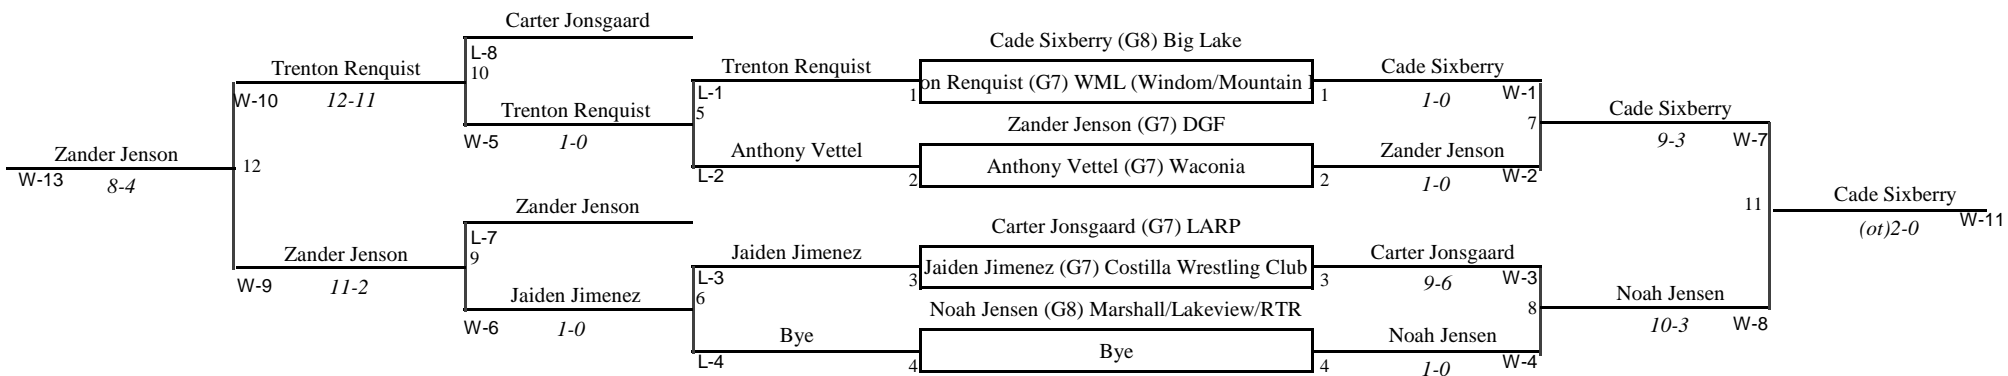 Carter Jonsgaard
L-8
10
Trenton Renquist
W-10
12-11
Trenton Renquist
W-5
1-0
Zander Jenson
W-13
8-4
12
Zander Jenson
L-7
9
Zander Jenson
W-9
11-2
Jaiden Jimenez
W-6
1-0
Trenton Renquist
L-1
5
Anthony Vettel
L-2
Jaiden Jimenez
L-3
6
Bye
L-4
Cade Sixberry (G8) Big Lake
1 on Renquist (G7) WML (Windom/Mountain 1
Zander Jenson (G7) DGF
2 Anthony Vettel (G7) Waconia 2
Carter Jonsgaard (G7) LARP
3 Jaiden Jimenez (G7) Costilla Wrestling Club 3
Noah Jensen (G8) Marshall/Lakeview/RTR
4 Bye 4
Cade Sixberry
1-0
W-1
7
Zander Jenson
1-0
W-2
Cade Sixberry
9-3
W-7
Carter Jonsgaard
9-6
W-3
8
Noah Jensen
1-0
W-4
Noah Jensen
10-3
W-8
11
Cade Sixberry
(ot)2-0
W-11